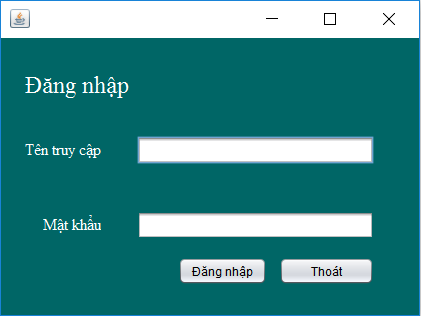 Đăng nhập
Tên truy cập
Mật khẩu
Đăng nhập Thoát